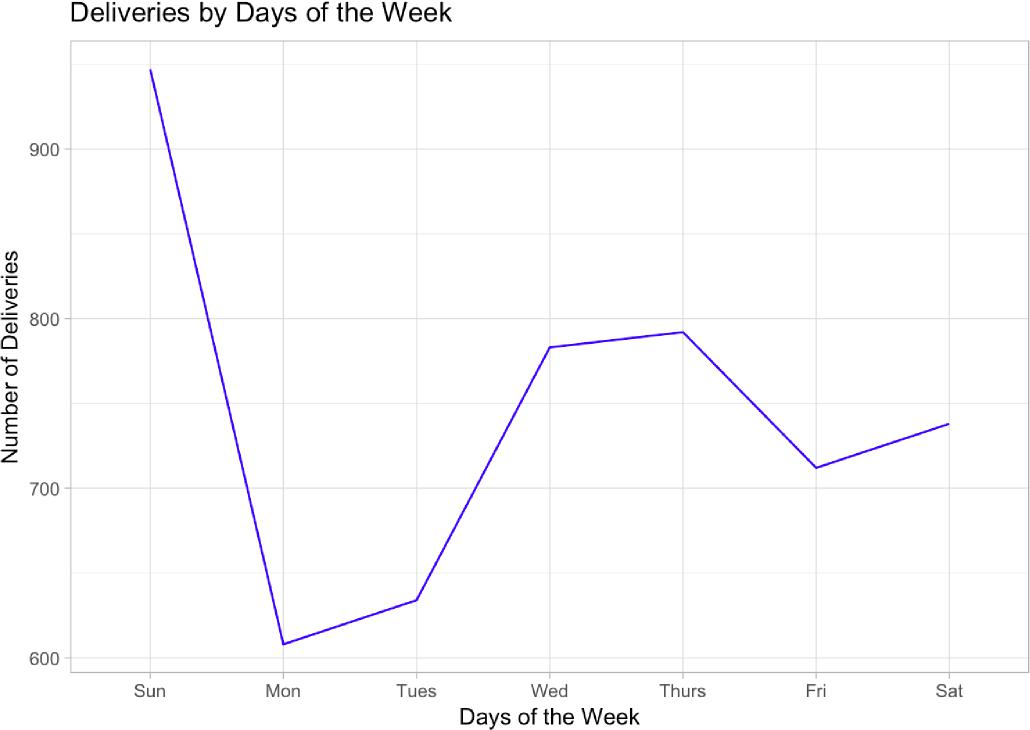 Deliveries by Days of the Week
Number of Deliveries
900
800
700
600
Sun Mon Tues Wed Thurs Fri Sat
Days of the Week